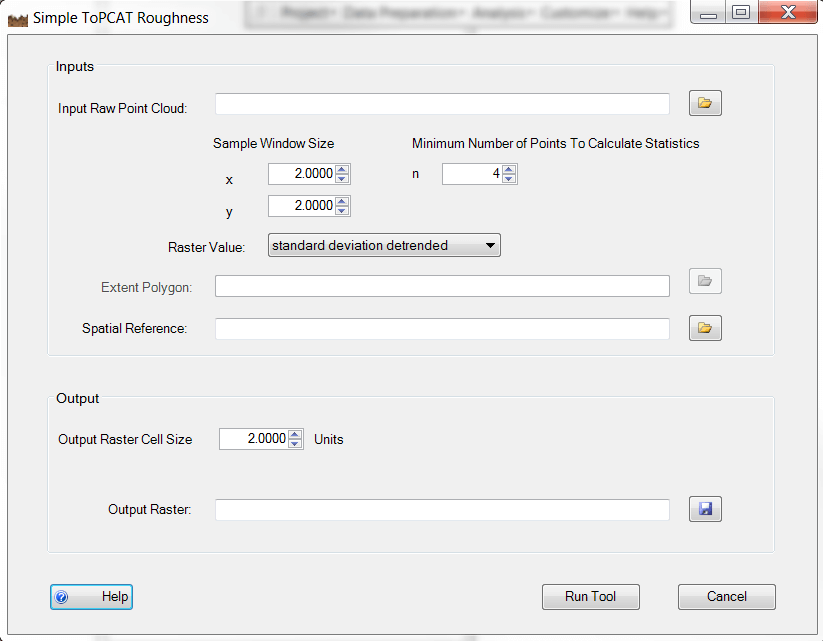 Simple ToPCAT Roughness
Project Data Preparation Analysis Customize Help
Inputs
Input Raw Point Cloud:
Sample Window Size Minimum Number of Points To Calculate Statistics
x 2.0000 n 4
y 2.0000
Raster Value: standard deviation detrended
Extent Polygon:
Spatial Reference:
Output
Output Raster Cell Size 2.0000 Units
Output Raster:
Help Run Tool Cancel